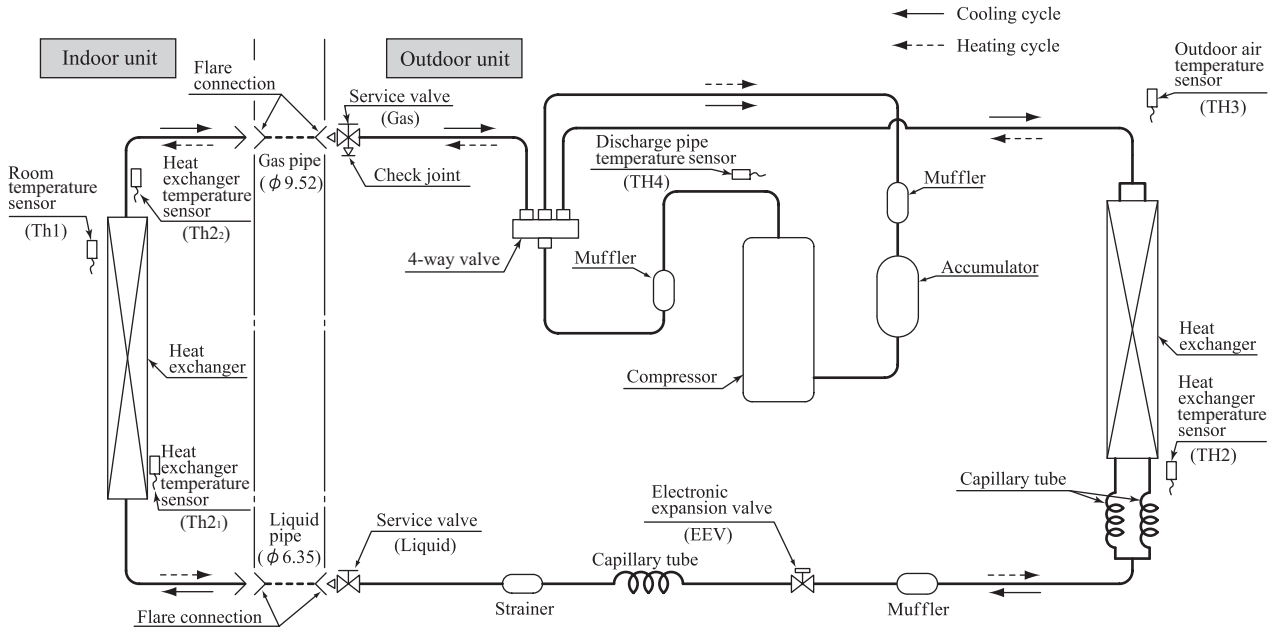 Cooling cycle
Heating cycle
Indoor unit
Outdoor unit
Flare
connection
Service valve
(Gas)
Outdoor air
temperature
sensor
(TH3)
Gas pipe
(ϕ9.52)
Check joint
Discharge pipe
temperature sensor
(TH4)
Muffler
Room
temperature
sensor
(Th1)
Heat
exchanger
temperature
sensor
(Th2₂)
4-way valve
Muffler
Accumulator
Heat
exchanger
Compressor
Heat
exchanger
Heat
exchanger
temperature
sensor
(TH2)
Heat
exchanger
temperature
sensor
(Th2₁)
Liquid
pipe
(ϕ6.35)
Service valve
(Liquid)
Electronic
expansion valve
(EEV)
Capillary tube
Capillary tube
Strainer
Muffler
Flare connection